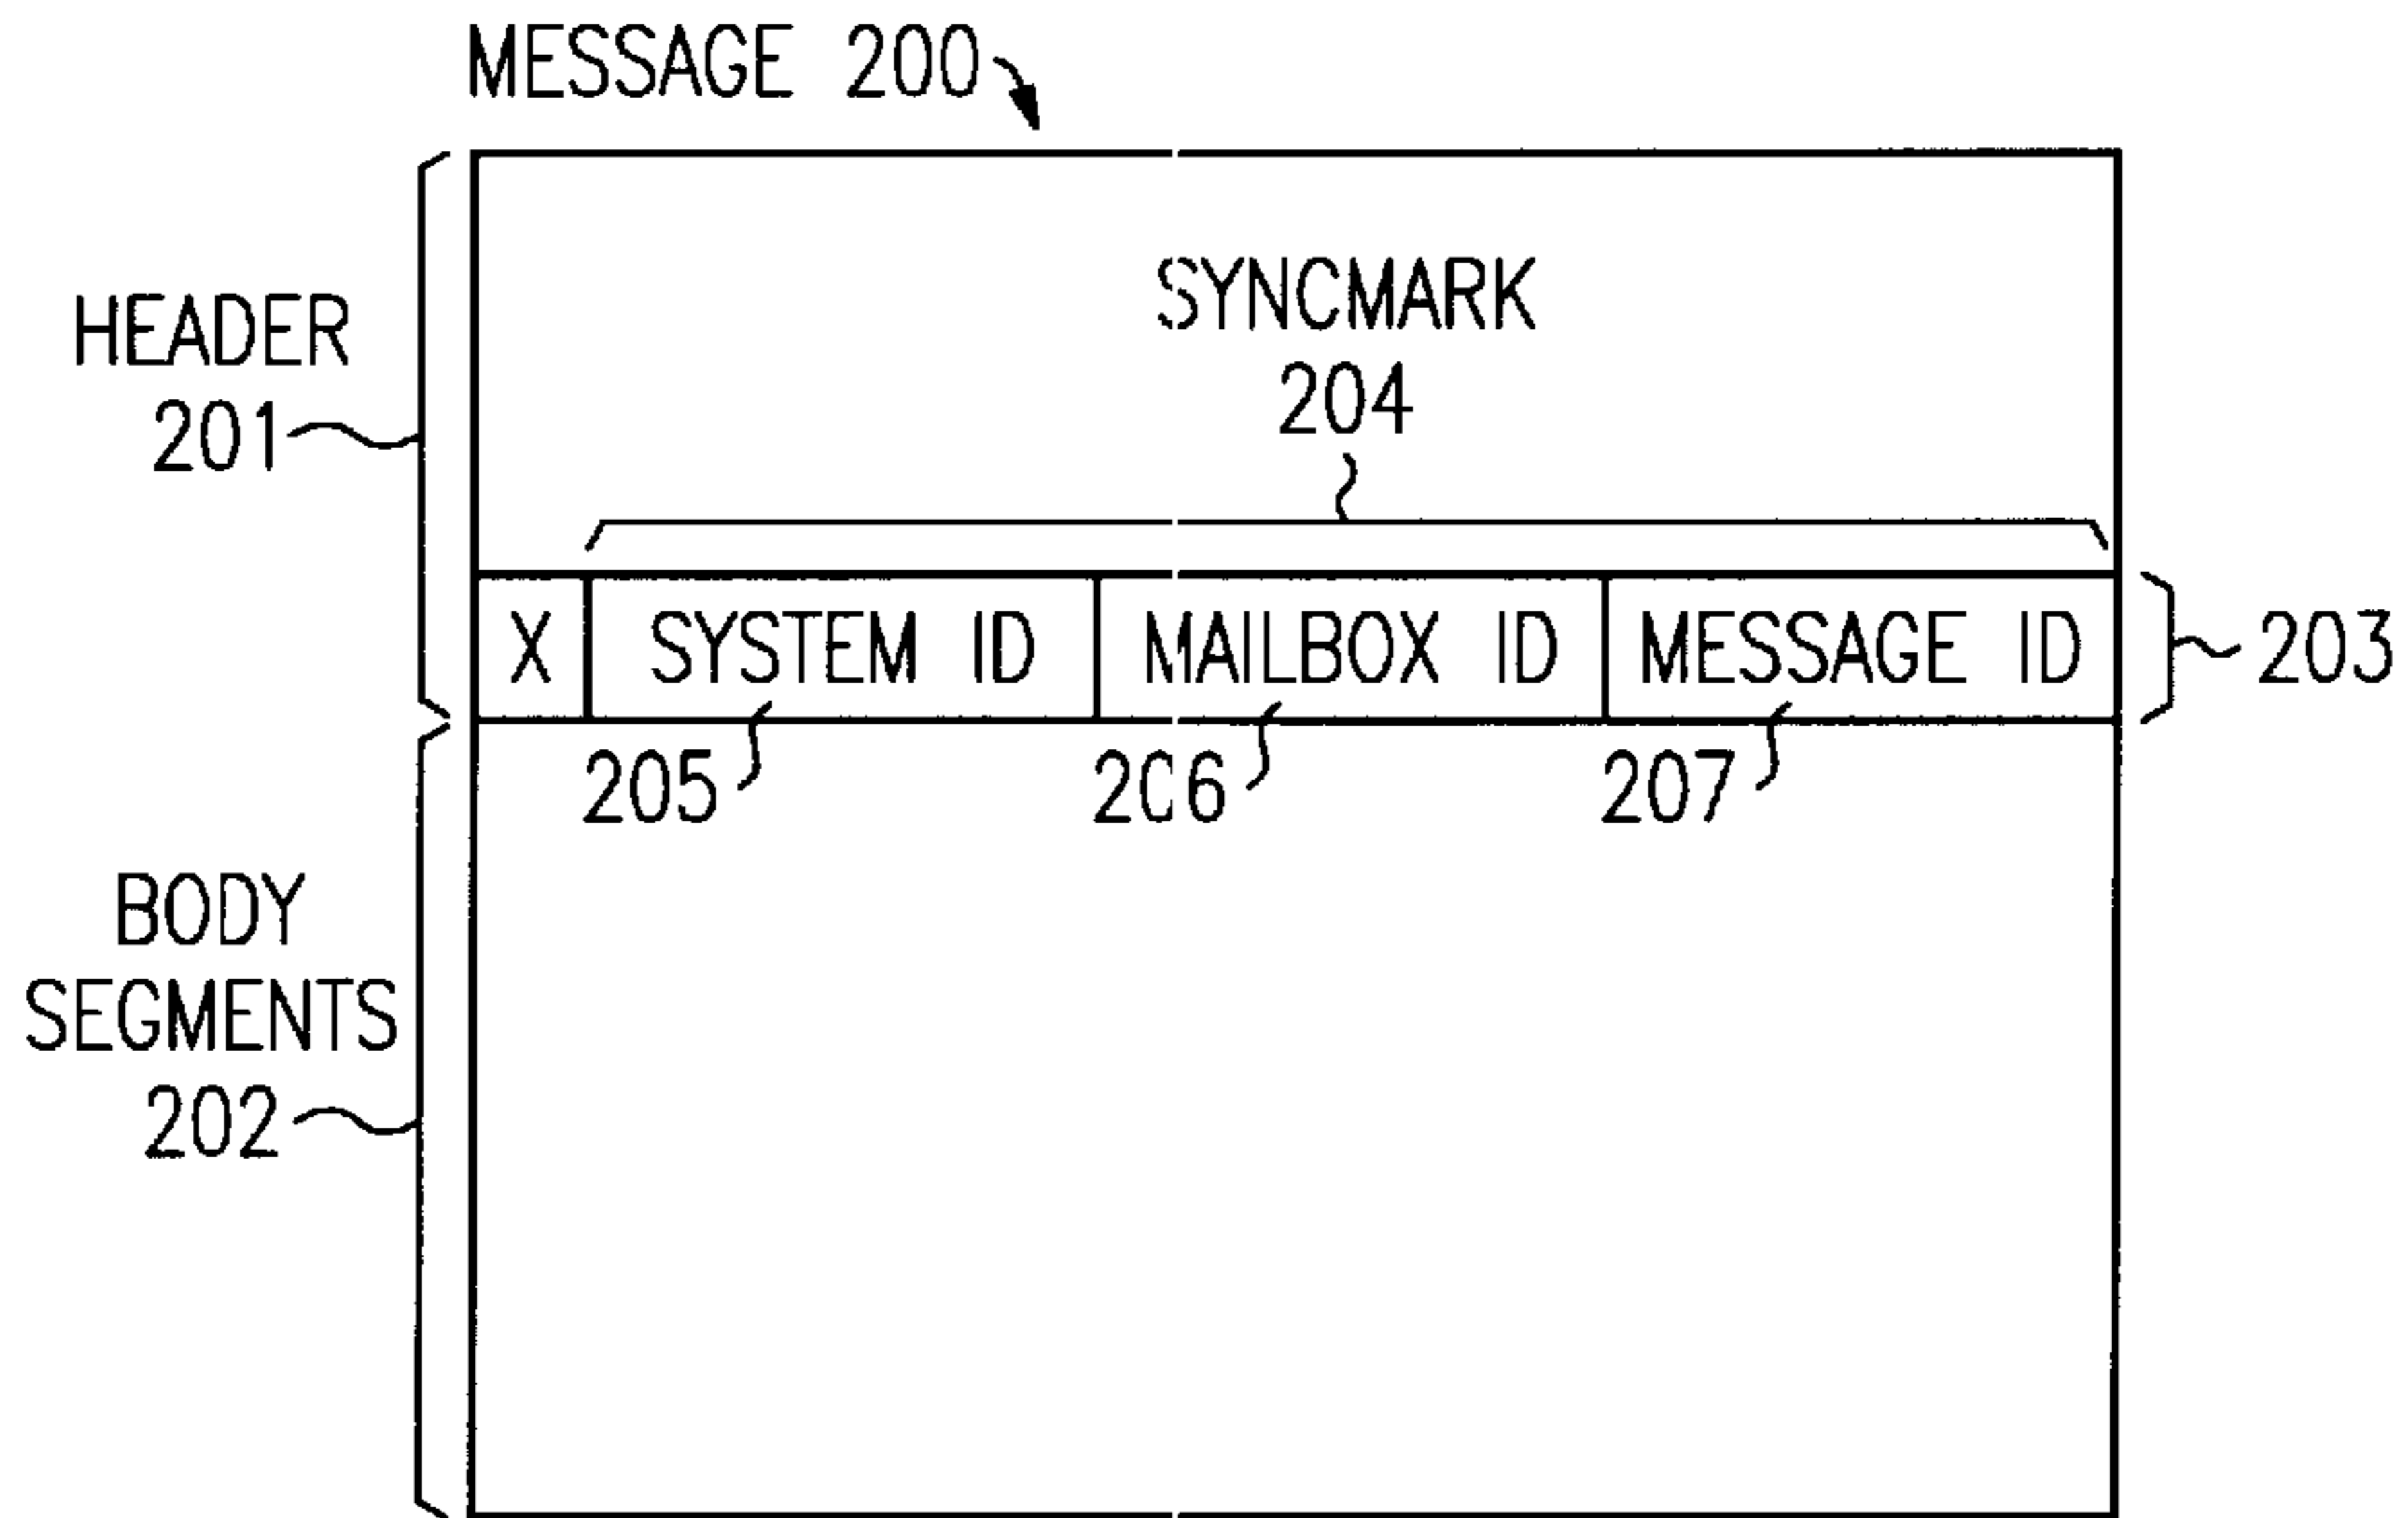 MESSAGE 200
HEADER
201
SYNCMARK
204
X SYSTEM ID MAILBOX ID MESSAGE ID
203
205 206 207
BODY
SEGMENTS
202